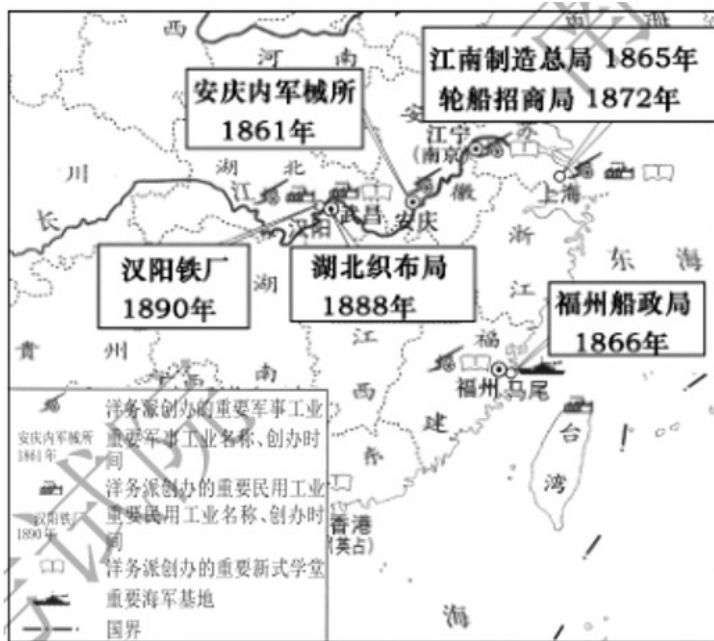 西
河 南
安庆内军械所
1861年
江南制造总局 1865年
轮船招商局 1872年
安
江宁
(南京)
苏
川
湖 北
江
徽
上海
长
汉阳
武昌
安庆
浙
东 海
汉阳铁厂
1890年
湖
湖北织布局
1888年
江
福州船政局
1866年
贵 州
南
江
西
福
福州
马尾
建
台
湾
东
香港
(英占)
海
洋务派创办的重要军事工业
安庆内军械所
1861年
重要军事工业名称、创办时
间
洋务派创办的重要民用工业
汉阳铁厂
1890年
重要民用工业名称、创办时
间
洋务派创办的重要新式学堂
重要海军基地
国界
考试院
南